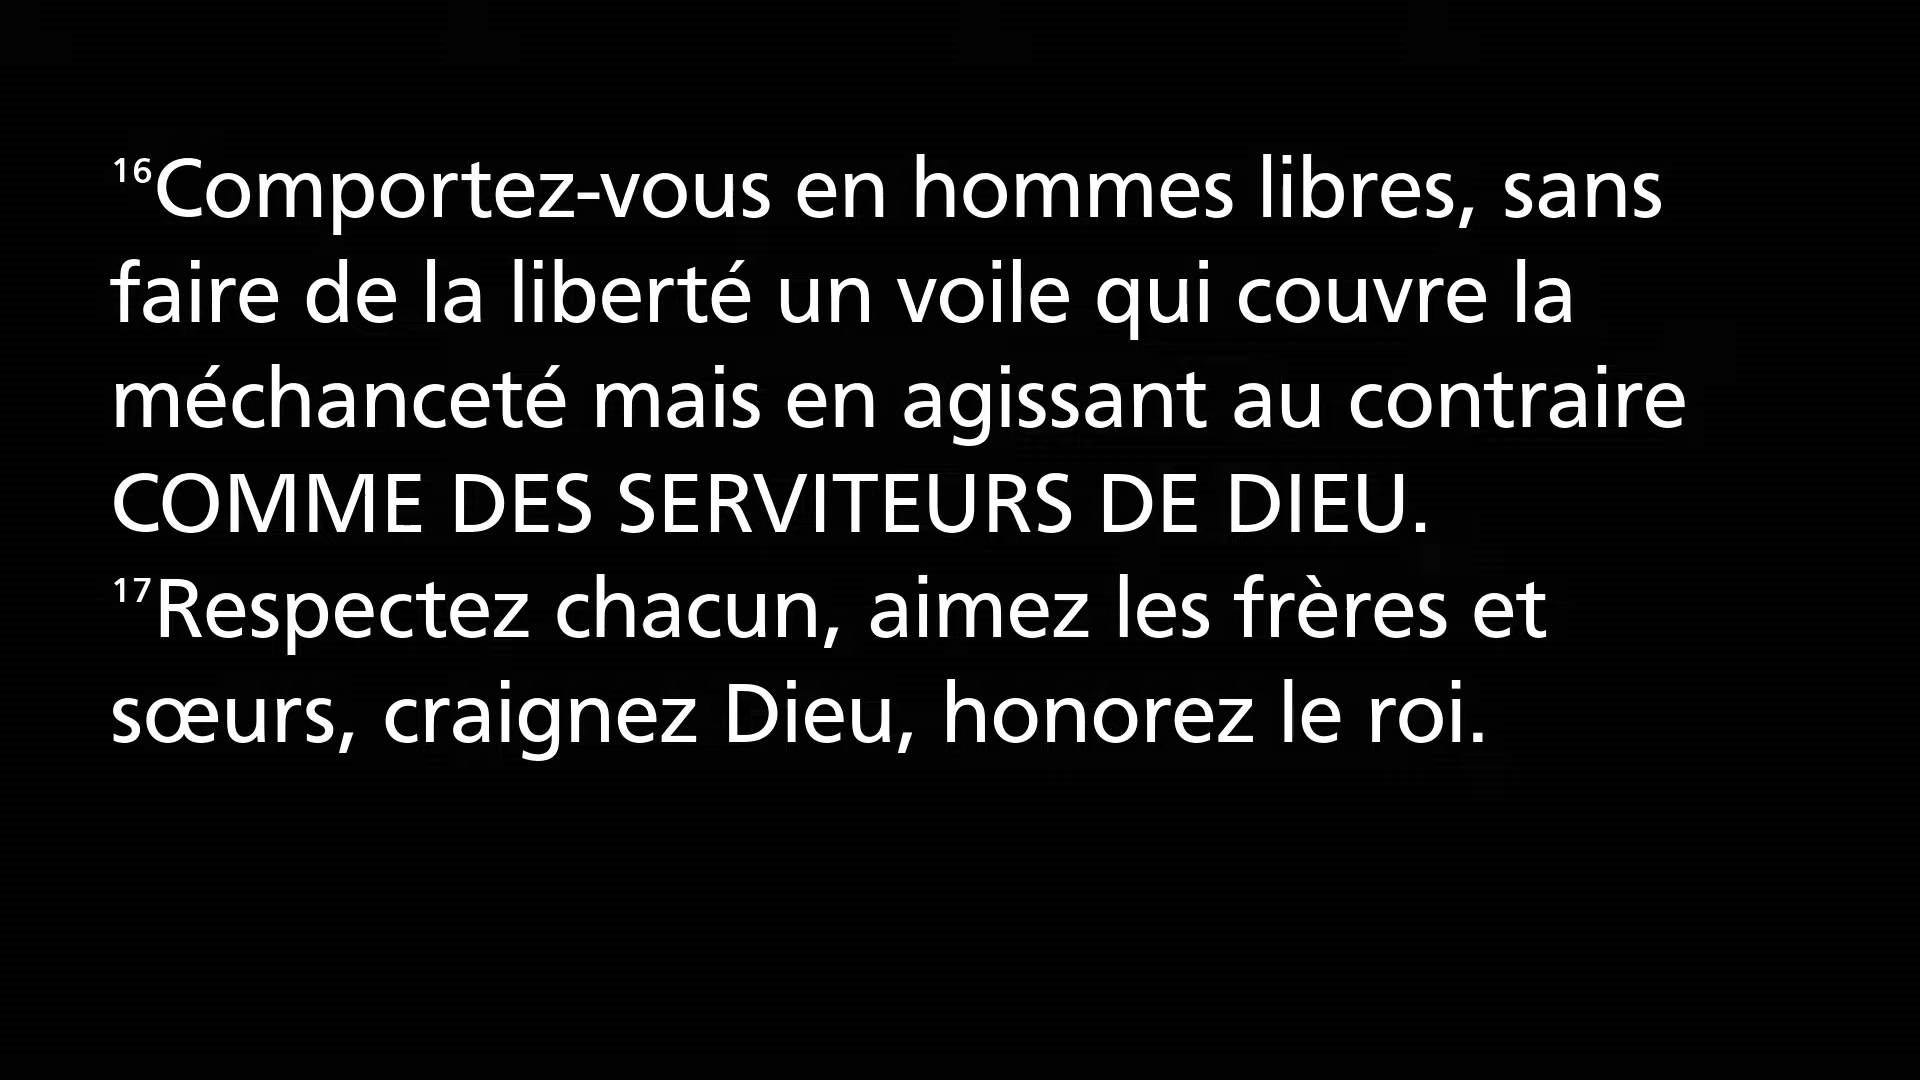 ¹⁶Comportez-vous en hommes libres, sans
faire de la liberté un voile qui couvre la
méchanceté mais en agissant au contraire
COMME DES SERVITEURS DE DIEU.
¹⁷Respectez chacun, aimez les frères et
sœurs, craignez Dieu, honorez le roi.